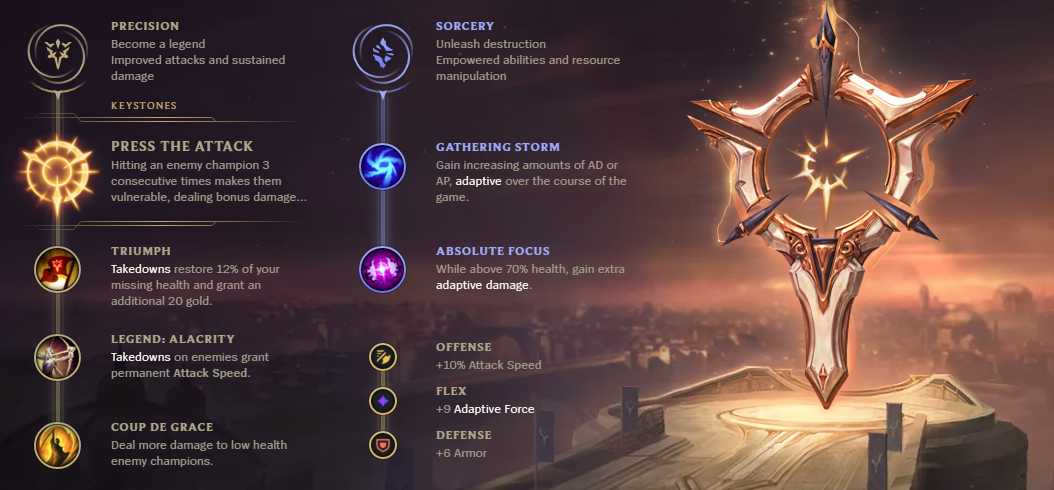 PRECISION
Become a legend
Improved attacks and sustained
damage
KEYSTONES
PRESS THE ATTACK
Hitting an enemy champion 3
consecutive times makes them
vulnerable, dealing bonus damage...
TRIUMPH
Takedowns restore 12% of your
missing health and grant an
additional 20 gold.
LEGEND: ALACRITY
Takedowns on enemies grant
permanent Attack Speed.
COUP DE GRACE
Deal more damage to low health
enemy champions.
SORCERY
Unleash destruction
Empowered abilities and resource
manipulation
GATHERING STORM
Gain increasing amounts of AD or
AP, adaptive over the course of the
game.
ABSOLUTE FOCUS
While above 70% health, gain extra
adaptive damage.
OFFENSE
+10% Attack Speed
FLEX
+9 Adaptive Force
DEFENSE
+6 Armor